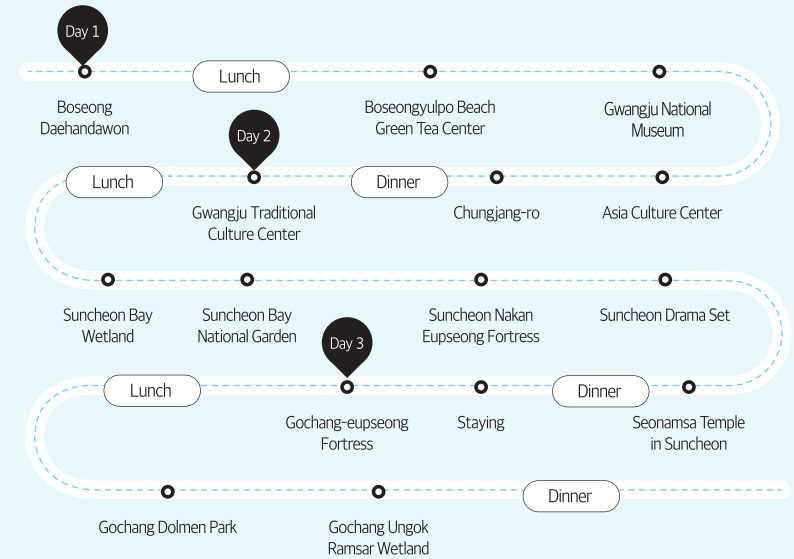 Day 1
Lunch
Boseong
Daehandawon
Boseongyulpo Beach
Green Tea Center
Gwangju National
Museum
Day 2
Lunch
Dinner
Gwangju Traditional
Culture Center
Chungjang-ro
Asia Culture Center
Suncheon Bay
Wetland
Suncheon Bay
National Garden
Suncheon Nakan
Eupseong Fortress
Suncheon Drama Set
Day 3
Lunch
Dinner
Gochang-eupseong
Fortress
Staying
Seonamsa Temple
in Suncheon
Dinner
Gochang Dolmen Park
Gochang Ungok
Ramsar Wetland